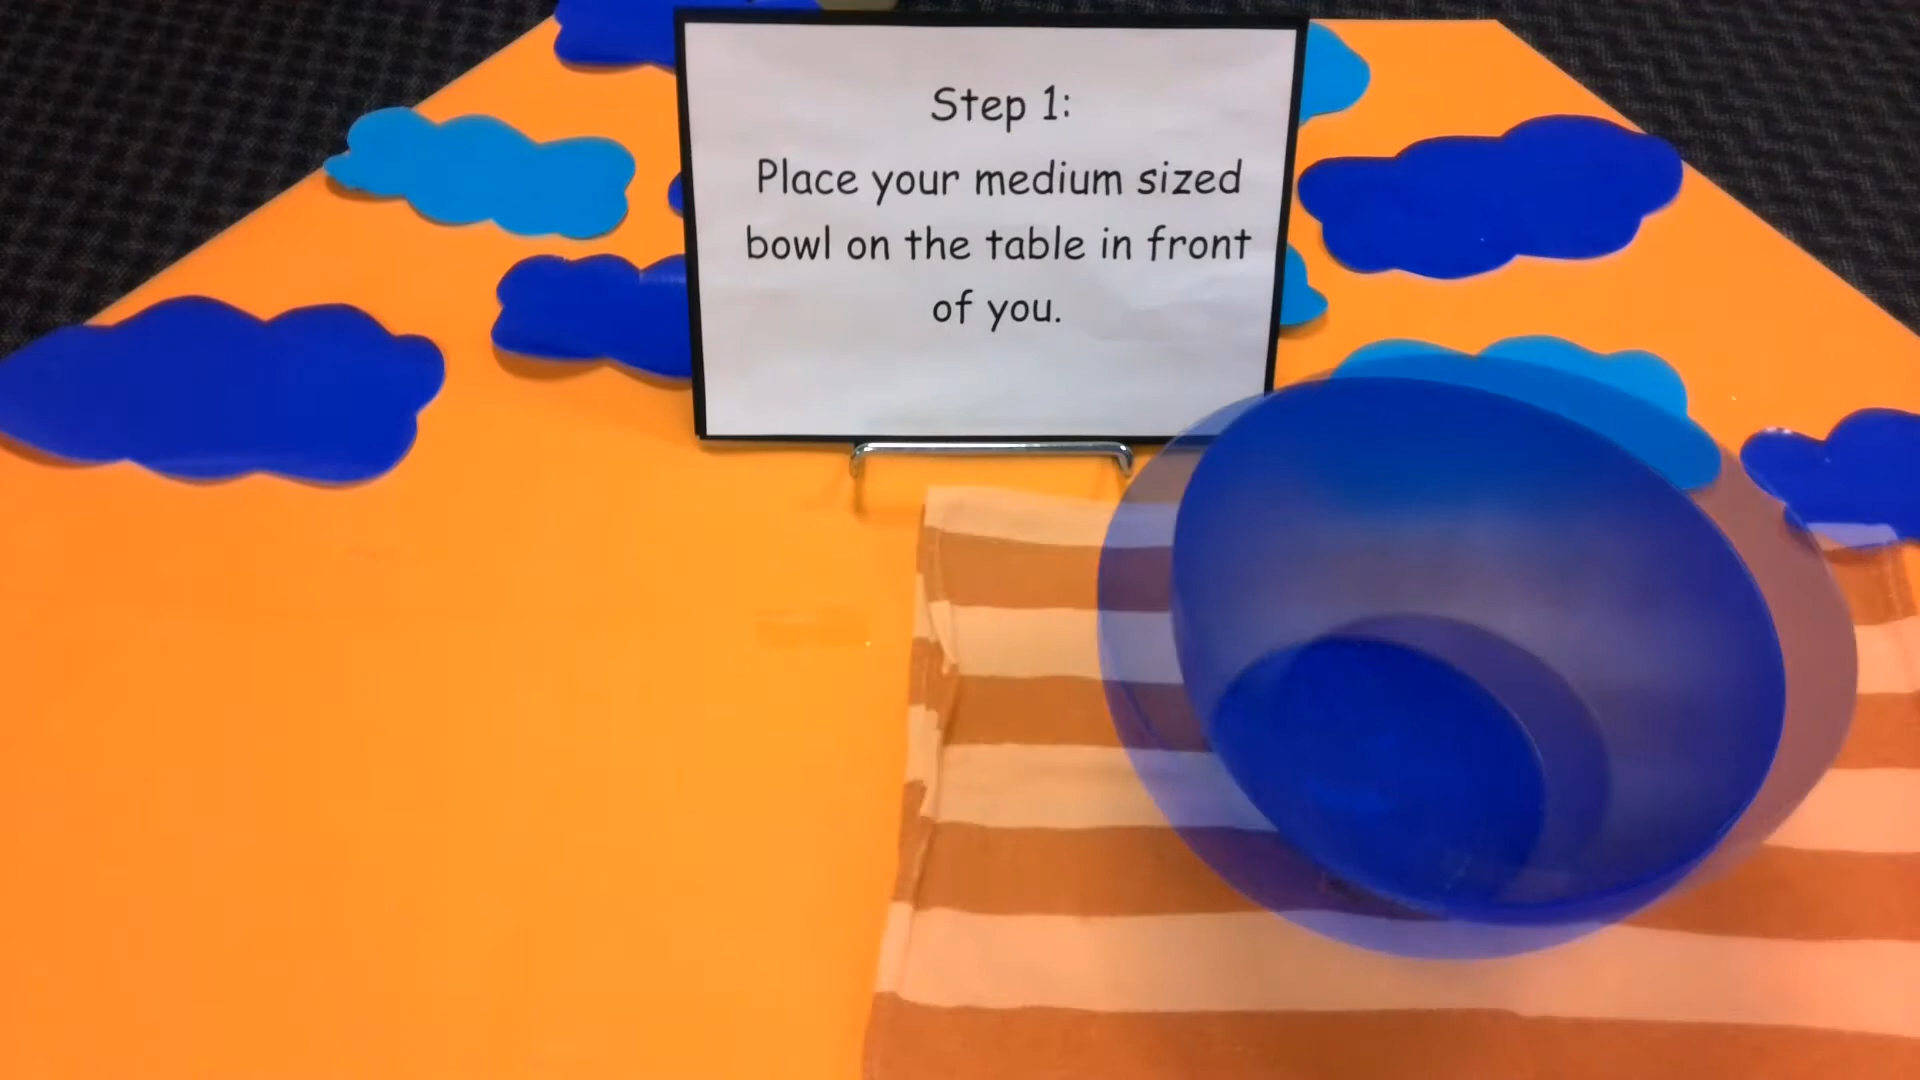 Step 1:
Place your medium sized
bowl on the table in front
of you.